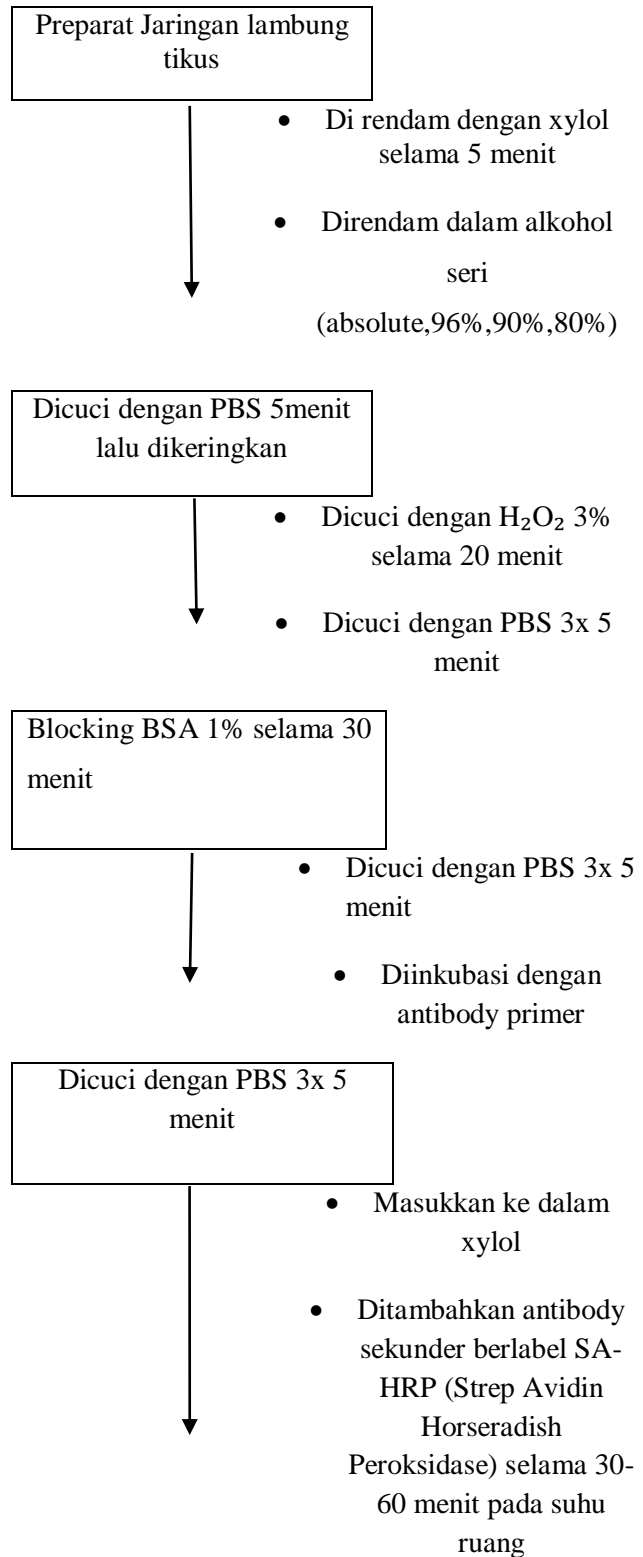 Preparat Jaringan lambung
tikus
• Di rendam dengan xylol
selama 5 menit
• Direndam dalam alkohol
seri
(absolute,96%,90%,80%)
Dicuci dengan PBS 5menit
lalu dikeringkan
• Dicuci dengan H₂O₂ 3%
selama 20 menit
• Dicuci dengan PBS 3x 5
menit
Blocking BSA 1% selama 30
menit
• Dicuci dengan PBS 3x 5
menit
• Diinkubasi dengan
antibody primer
Dicuci dengan PBS 3x 5
menit
• Masukkan ke dalam
xylol
• Ditambahkan antibody
sekunder berlabel SA-
HRP (Strep Avidin
Horseradish
Peroksidase) selama 30-
60 menit pada suhu
ruang